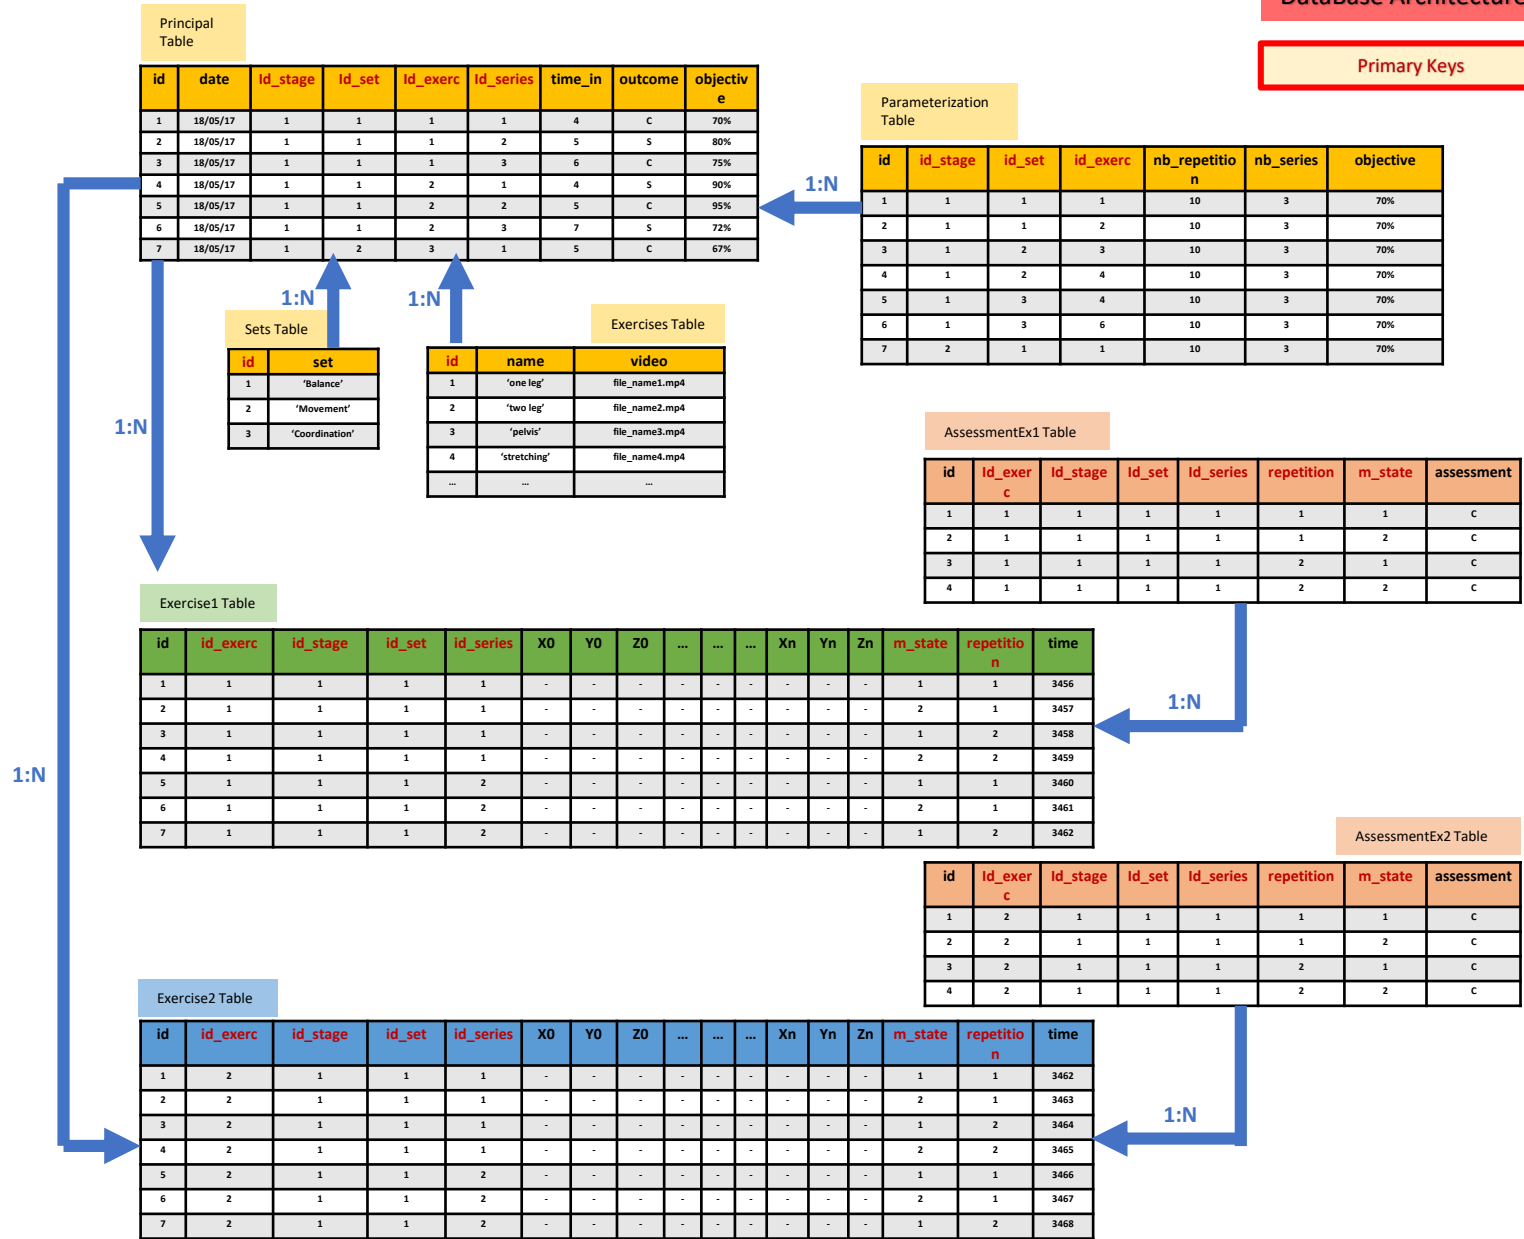 DataBase Architecture
Primary Keys
Principal
Table
id date Id_stage Id_set Id_exerc Id_series time_in outcome objectiv
e
1 18/05/17 1 1 1 1 4 C 70%
2 18/05/17 1 1 1 2 5 S 80%
3 18/05/17 1 1 1 3 6 C 75%
4 18/05/17 1 1 2 1 4 S 90%
5 18/05/17 1 1 2 2 5 C 95%
6 18/05/17 1 1 2 3 7 S 72%
7 18/05/17 1 2 3 1 5 C 67%
Parameterization
Table
id id_stage id_set id_exerc nb_repetitio nb_series objective
n
1 1 1 1 10 3 70%
2 1 1 2 10 3 70%
3 1 2 3 10 3 70%
4 1 2 4 10 3 70%
5 1 3 4 10 3 70%
6 1 3 6 10 3 70%
7 2 1 1 10 3 70%
1:N
1:N
1:N
Sets Table
id set
1 ‘Balance’
2 ‘Movement’
3 ‘Coordination’
Exercises Table
id name video
1 ‘one leg’ file_name1.mp4
2 ‘two leg’ file_name2.mp4
3 ‘pelvis’ file_name3.mp4
4 ‘stretching’ file_name4.mp4
... ... ...
1:N
AssessmentEx1 Table
id Id_exer Id_stage Id_set Id_series repetition m_state assessment
c
1 1 1 1 1 1 1 C
2 1 1 1 1 1 2 C
3 1 1 1 1 2 1 C
4 1 1 1 1 2 2 C
Exercise1 Table
id id_exerc id_stage id_set id_series X0 Y0 Z0 ... ... ... Xn Yn Zn m_state repetitio time
n
1 1 1 1 1 - - - - - - - - - 1 1 3456
2 1 1 1 1 - - - - - - - - - 2 1 3457
3 1 1 1 1 - - - - - - - - - 1 2 3458
4 1 1 1 1 - - - - - - - - - 2 2 3459
5 1 1 1 2 - - - - - - - - - 1 1 3460
6 1 1 1 2 - - - - - - - - - 2 1 3461
7 1 1 1 2 - - - - - - - - - 1 2 3462
1:N
1:N
AssessmentEx2 Table
id Id_exer Id_stage Id_set Id_series repetition m_state assessment
c
1 2 1 1 1 1 1 C
2 2 1 1 1 1 2 C
3 2 1 1 1 2 1 C
4 2 1 1 1 2 2 C
Exercise2 Table
id id_exerc id_stage id_set id_series X0 Y0 Z0 ... ... ... Xn Yn Zn m_state repetitio time
n
1 2 1 1 1 - - - - - - - - - 1 1 3462
2 2 1 1 1 - - - - - - - - - 2 1 3463
3 2 1 1 1 - - - - - - - - - 1 2 3464
4 2 1 1 1 - - - - - - - - - 2 2 3465
5 2 1 1 2 - - - - - - - - - 1 1 3466
6 2 1 1 2 - - - - - - - - - 2 1 3467
7 2 1 1 2 - - - - - - - - - 1 2 3468
1:N